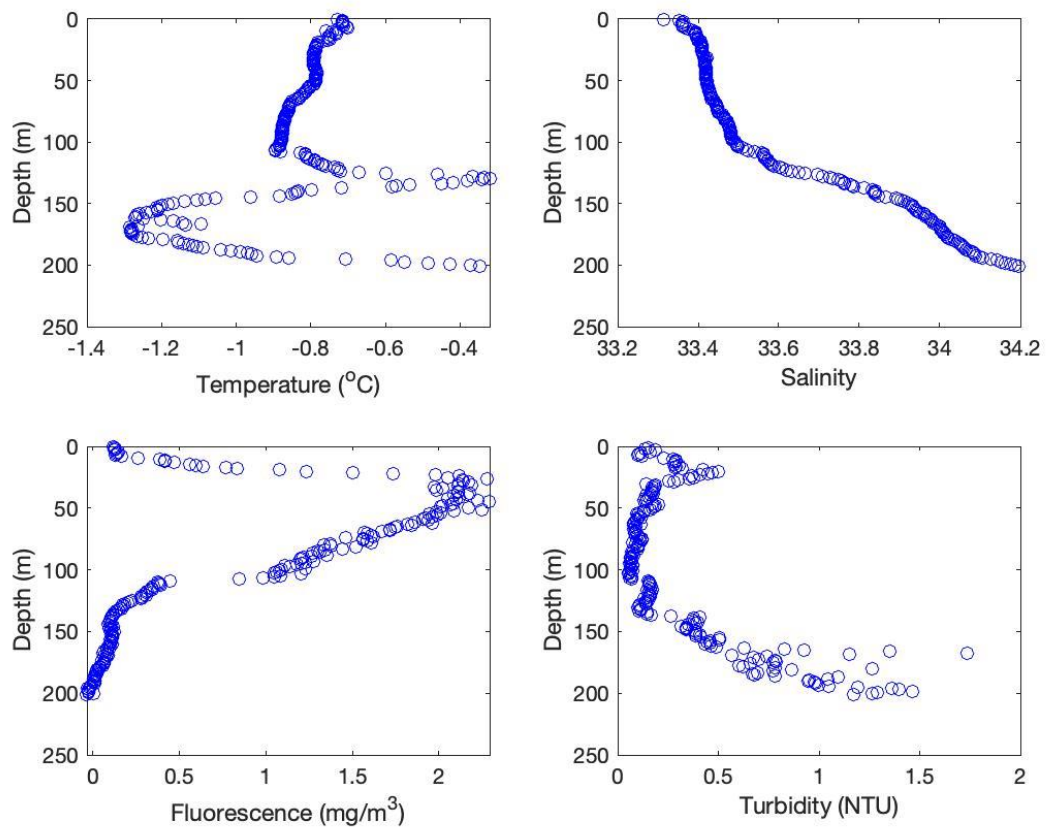 0
50
100
150
200
250
Depth (m)
-1.4 -1.2 -1 -0.8 -0.6 -0.4
Temperature (°C)
0
50
100
150
200
250
Depth (m)
33.2 33.4 33.6 33.8 34 34.2
Salinity
0
50
100
150
200
250
Depth (m)
0 0.5 1 1.5 2
Fluorescence (mg/m³)
0
50
100
150
200
250
Depth (m)
0 0.5 1 1.5 2
Turbidity (NTU)